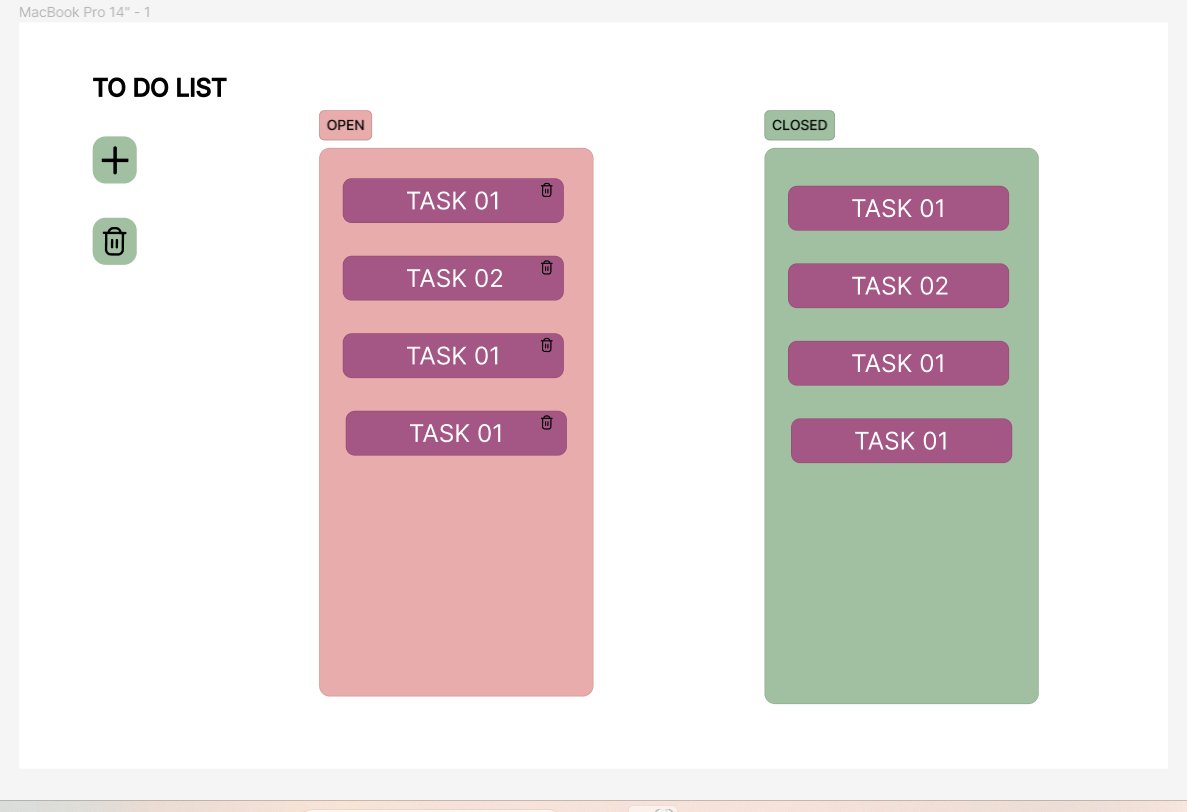 MacBook Pro 14" - 1
TO DO LIST
OPEN
TASK 01
TASK 02
TASK 01
TASK 01
CLOSED
TASK 01
TASK 02
TASK 01
TASK 01